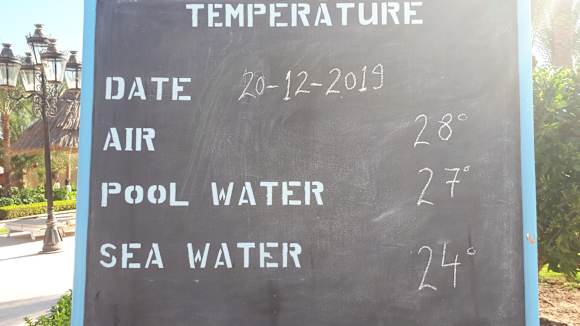 TEMPERATURE
DATE 20-12-2019
AIR 28°
POOL WATER 27°
SEA WATER 24°